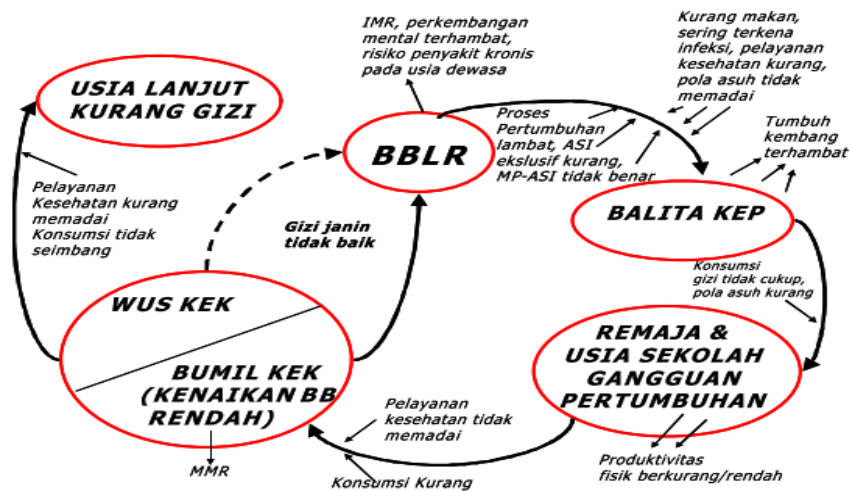 IMR, perkembangan
mental terhambat,
risiko penyakit kronis
pada usia dewasa
Kurang makan,
sering terkena
infeksi, pelayanan
kesehatan kurang,
pola asuh tidak
memadai
USIA LANJUT
KURANG GIZI
Proses
Pertumbuhan
lambat, ASI
ekslusif kurang,
MP-ASI tidak benar
Tumbuh
kembang
terhambat
BBLR
Pelayanan
Kesehatan kurang
memadai
Konsumsi tidak
seimbang
Gizi janin
tidak baik
BALITA KEP
Konsumsi
gizi tidak cukup,
pola asuh kurang
WUS KEK
BUMIL KEK
(KENAIKAN BB
RENDAH)
REMAJA &
USIA SEKOLAH
GANGGUAN
PERTUMBUHAN
Pelayanan
kesehatan tidak
memadai
MMR
Konsumsi Kurang
Produktivitas
fisik berkurang/rendah